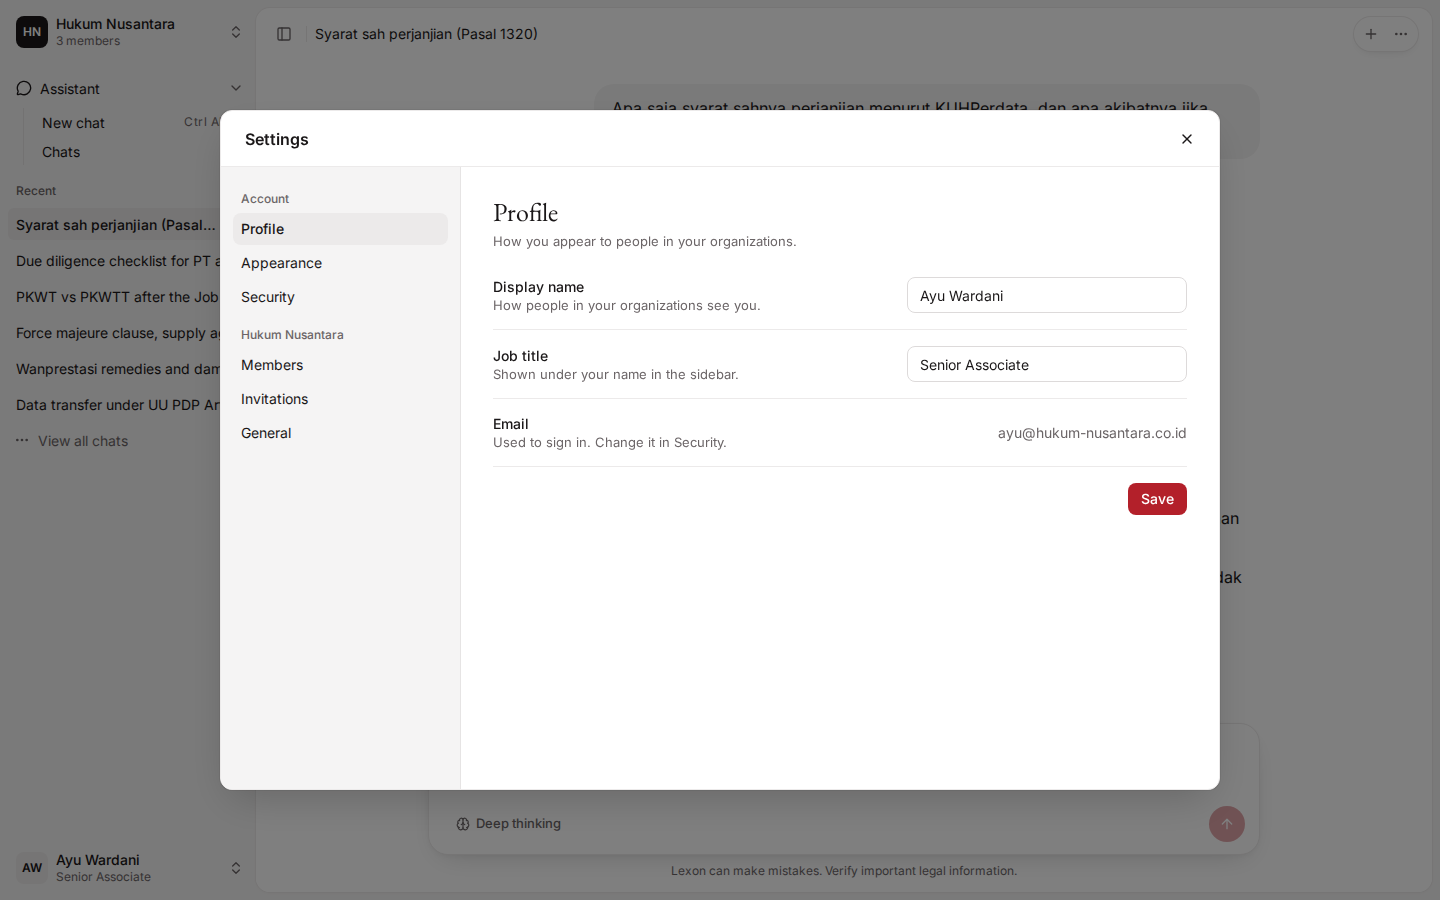 HN
Hukum Nusantara
3 members
Assistant
New chat
Ctrl A
Chats
Recent
Syarat sah perjanjian (Pasal...
Due diligence checklist for PT
PKWT vs PKWTT after the Job
Force majeure clause, supply
Wanprestasi remedies and
Data transfer under UU PDP
View all chats
AW
Ayu Wardani
Senior Associate
Syarat sah perjanjian (Pasal 1320)
Apa saja syarat sahnya perjanjian menurut KUHPerdata, dan apa akibatnya jika
Settings
Account
Profile
Appearance
Security
Hukum Nusantara
Members
Invitations
General
Profile
How you appear to people in your organizations.
Display name
How people in your organizations see you.
Ayu Wardani
Job title
Shown under your name in the sidebar.
Senior Associate
Email
Used to sign in. Change it in Security.
ayu@hukum-nusantara.co.id
Save
Deep thinking
Lexon can make mistakes. Verify important legal information.